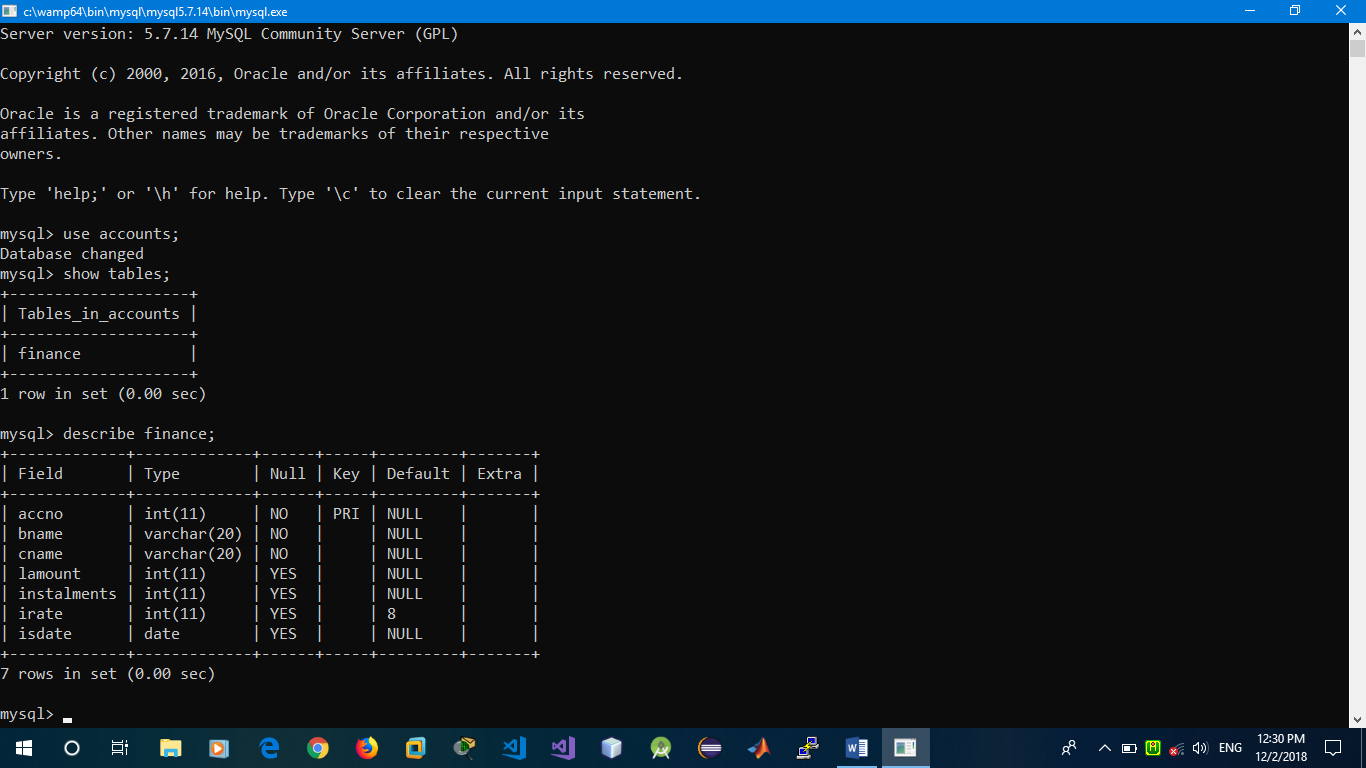 c:\wamp64\bin\mysql\mysql5.7.14\bin\mysql.exe
Server version: 5.7.14 MySQL Community Server (GPL)
Copyright (c) 2000, 2016, Oracle and/or its affiliates. All rights reserved.
Oracle is a registered trademark of Oracle Corporation and/or its
affiliates. Other names may be trademarks of their respective
owners.
Type 'help;' or '\h' for help. Type '\c' to clear the current input statement.
mysql> use accounts;
Database changed
mysql> show tables;
+--------------------+
| Tables_in_accounts |
+--------------------+
| finance            |
+--------------------+
1 row in set (0.00 sec)
mysql> describe finance;
+-------------+-------------+------+-----+---------+-------+
| Field       | Type        | Null | Key | Default | Extra |
+-------------+-------------+------+-----+---------+-------+
| accno       | int(11)     | NO   | PRI | NULL    |       |
| bname       | varchar(20) | NO   |     | NULL    |       |
| cname       | varchar(20) | NO   |     | NULL    |       |
| lamount     | int(11)     | YES  |     | NULL    |       |
| instalments | int(11)     | YES  |     | NULL    |       |
| irate       | int(11)     | YES  |     | 8       |       |
| isdate      | date        | YES  |     | NULL    |       |
+-------------+-------------+------+-----+---------+-------+
7 rows in set (0.00 sec)
mysql> _
ENG
12:30 PM
12/2/2018